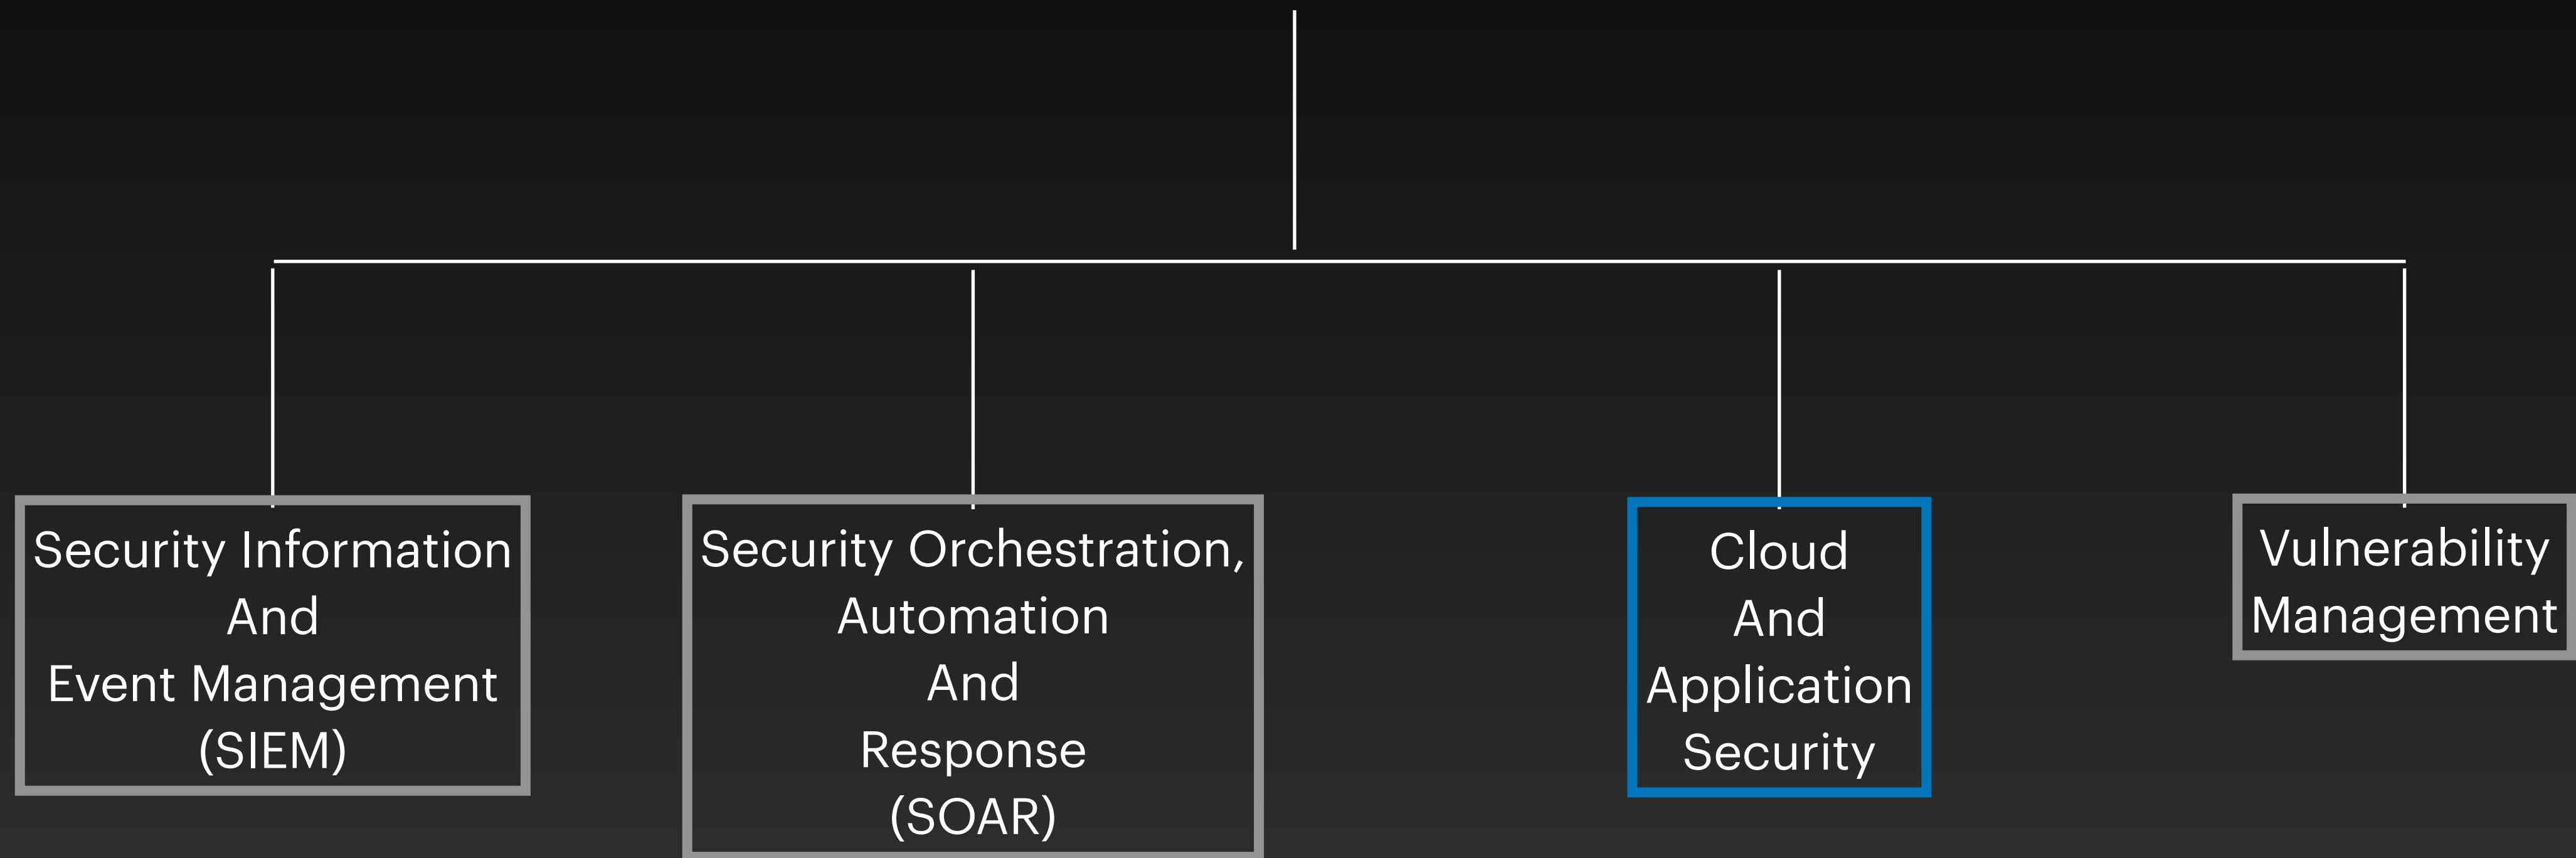 Security Information
And
Event Management
(SIEM)
Security Orchestration,
Automation
And
Response
(SOAR)
Cloud
And
Application
Security
Vulnerability
Management